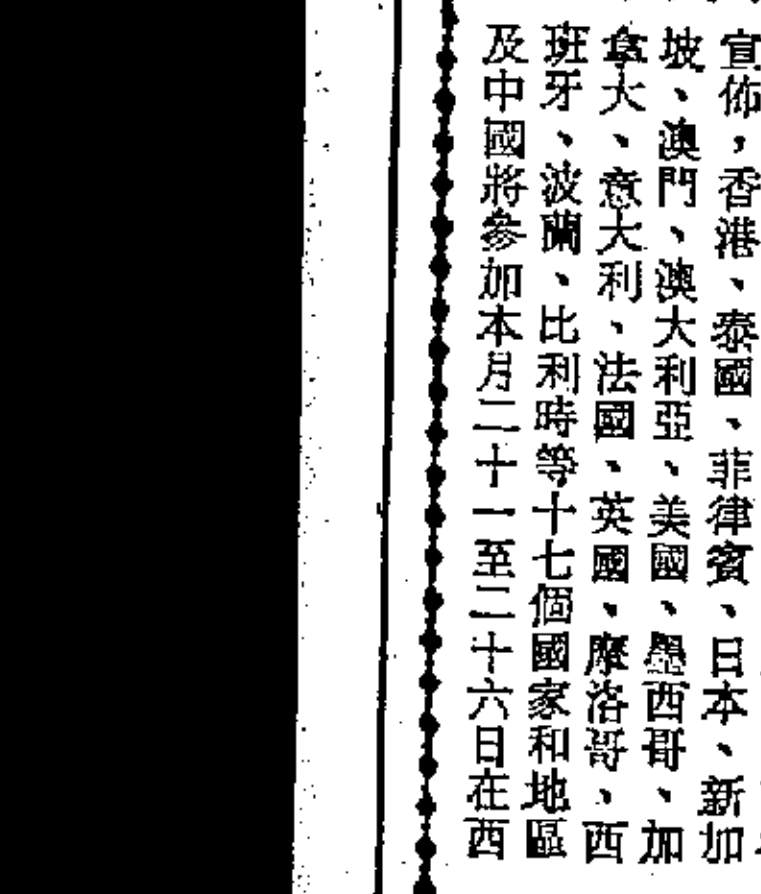 宣佈，香港、泰國、菲律賓、日本、新加
坡、澳門、澳大利亞、美國、墨西哥、加
拿大、意大利、法國、英國、摩洛哥、西
班牙、波蘭、比利時等十七個國家和地區
及中國將參加本月二十一至二十六日在西